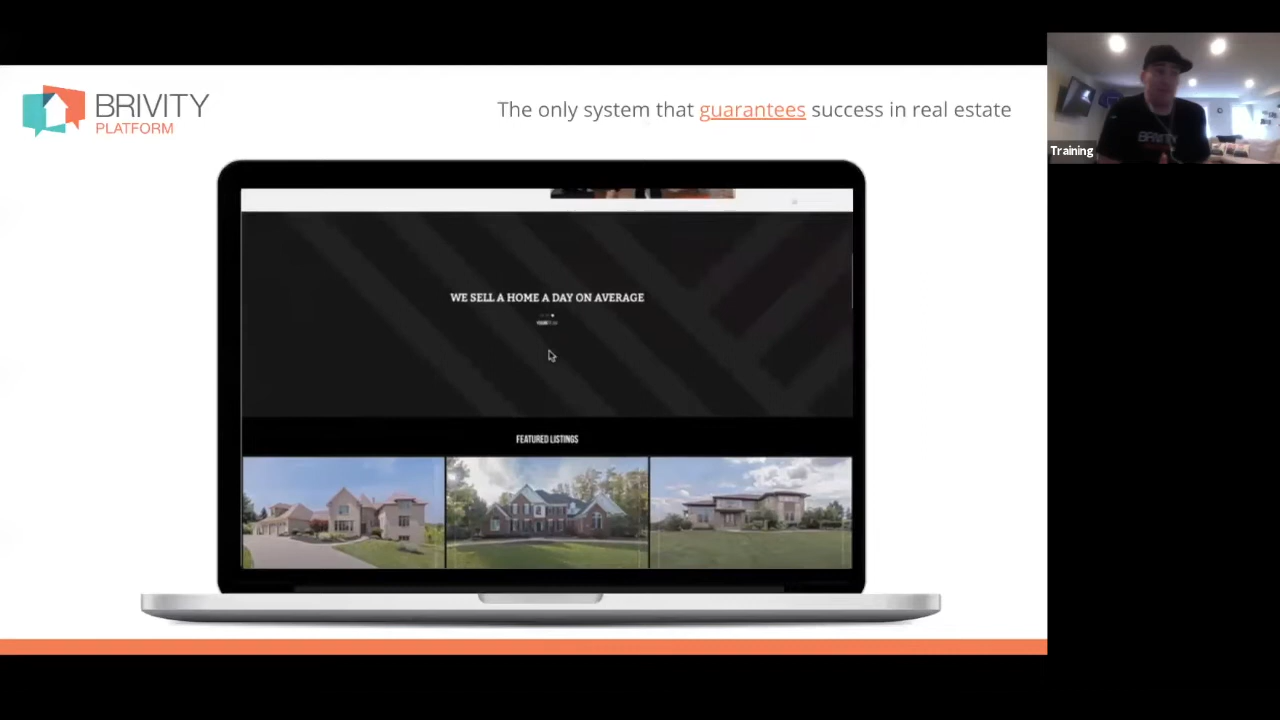 BRIVITY
PLATFORM
The only system that guarantees success in real estate
Training
BRIVITY
WE SELL A HOME A DAY ON AVERAGE
FEATURED LISTINGS